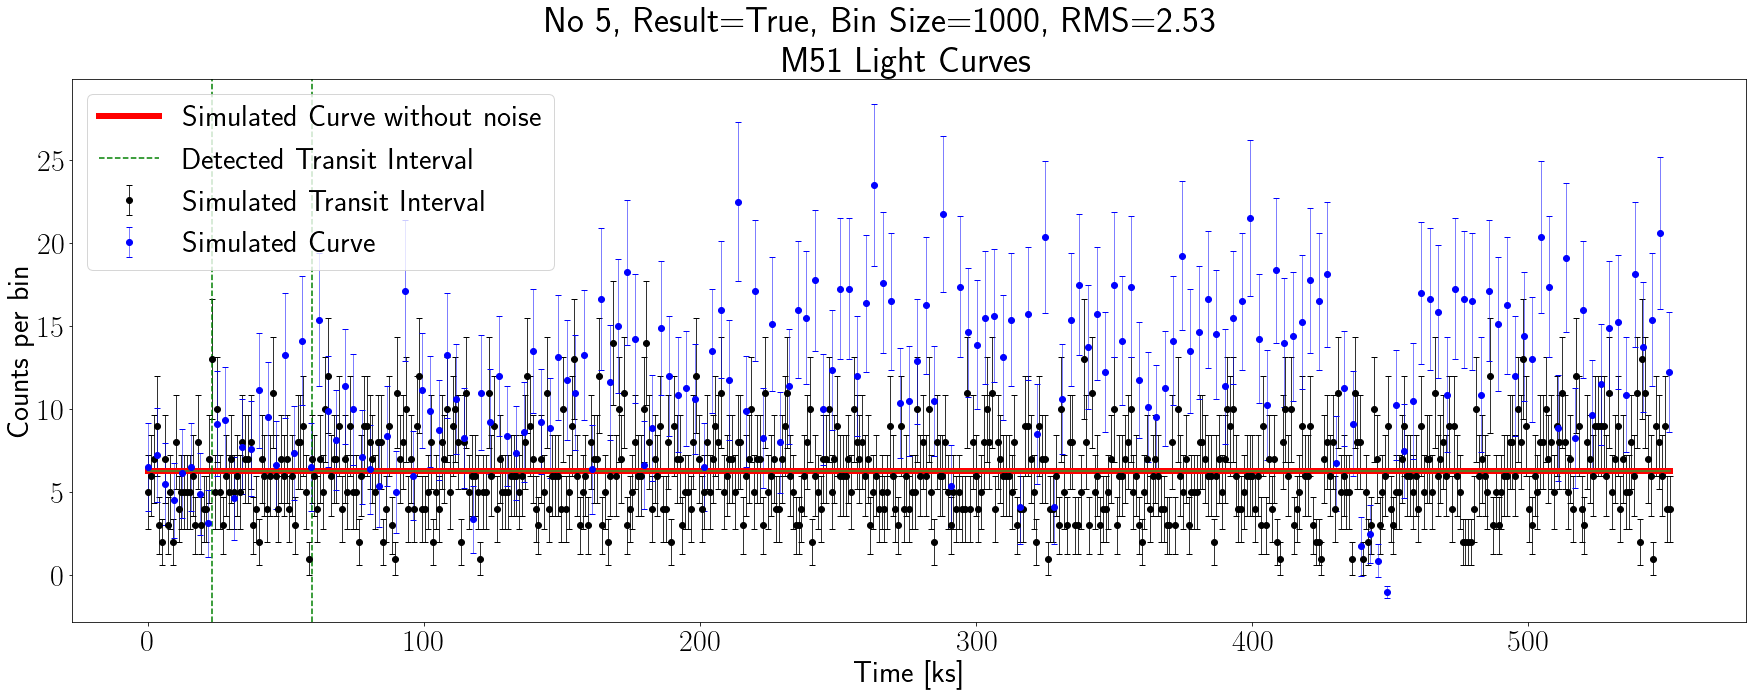 No 5, Result=True, Bin Size=1000, RMS=2.53
M51 Light Curves
Simulated Curve without noise
Detected Transit Interval
Simulated Transit Interval
Simulated Curve
Counts per bin
25
20
15
10
5
0
0 100 200 300 400 500
Time [ks]